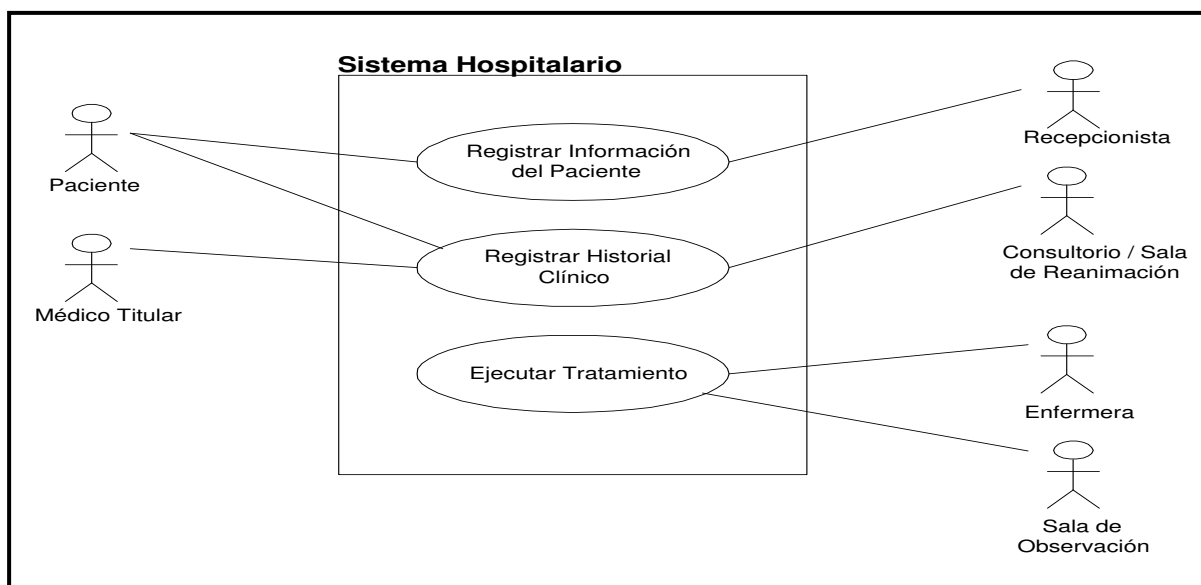 Sistema Hospitalario
Paciente
Médico Titular
Registrar Información
del Paciente
Registrar Historial
Clínico
Ejecutar Tratamiento
Recepcionista
Consultorio / Sala
de Reanimación
Enfermera
Sala de
Observación